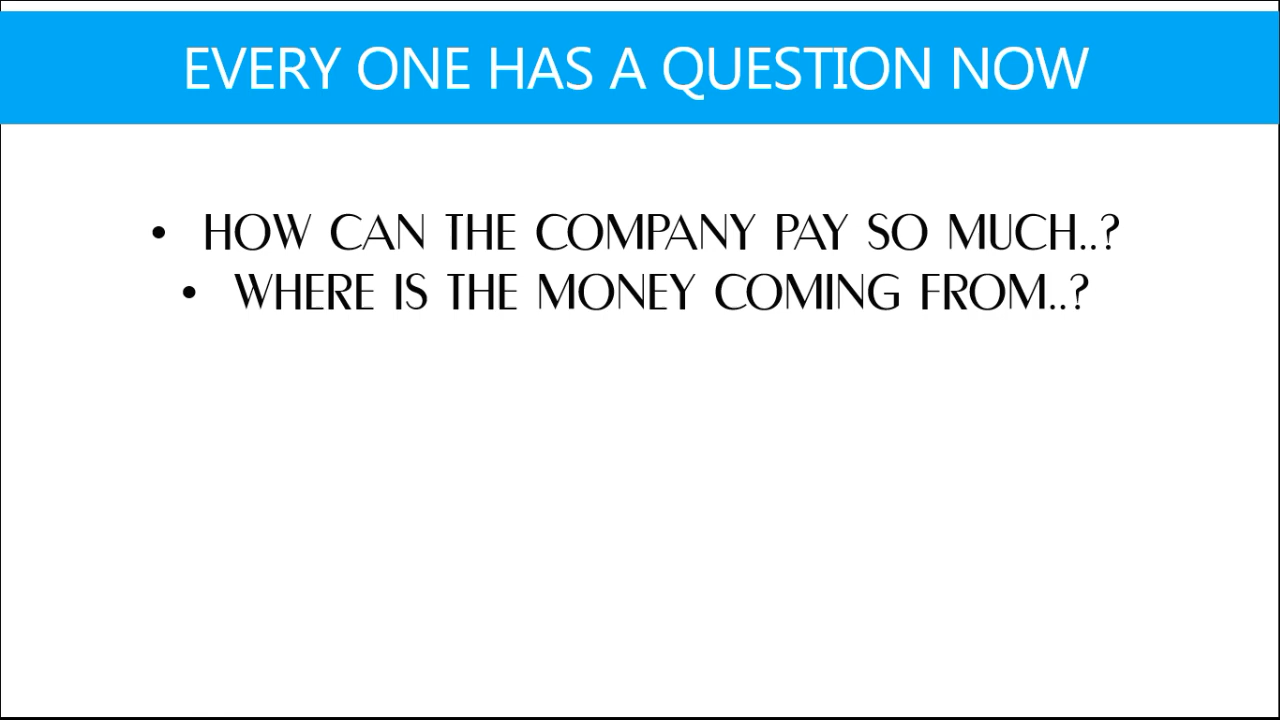 EVERY ONE HAS A QUESTION NOW
• HOW CAN THE COMPANY PAY SO MUCH..?
• WHERE IS THE MONEY COMING FROM..?